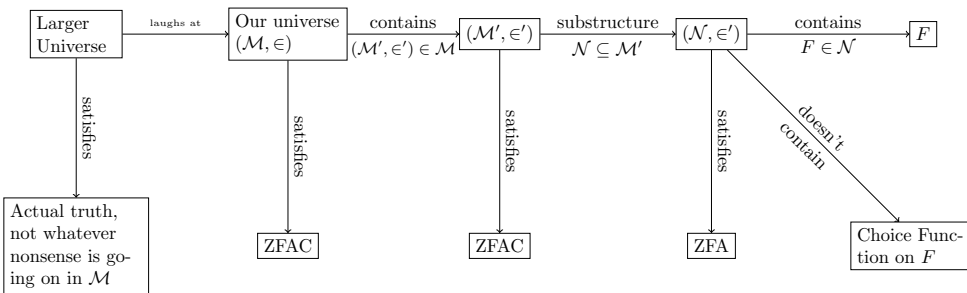 Larger
Universe
laughs at
Our universe
(ℳ, ∈)
contains
(ℳ′, ∈′) ∈ ℳ
(ℳ′, ∈′)
substructure
𝒩 ⊆ ℳ′
(𝒩, ∈′)
contains
F ∈ 𝒩
F
satisfies
satisfies
satisfies
satisfies
doesn't
contain
Actual truth,
not whatever
nonsense is go-
ing on in ℳ
ZFAC
ZFAC
ZFA
Choice Func-
tion on F